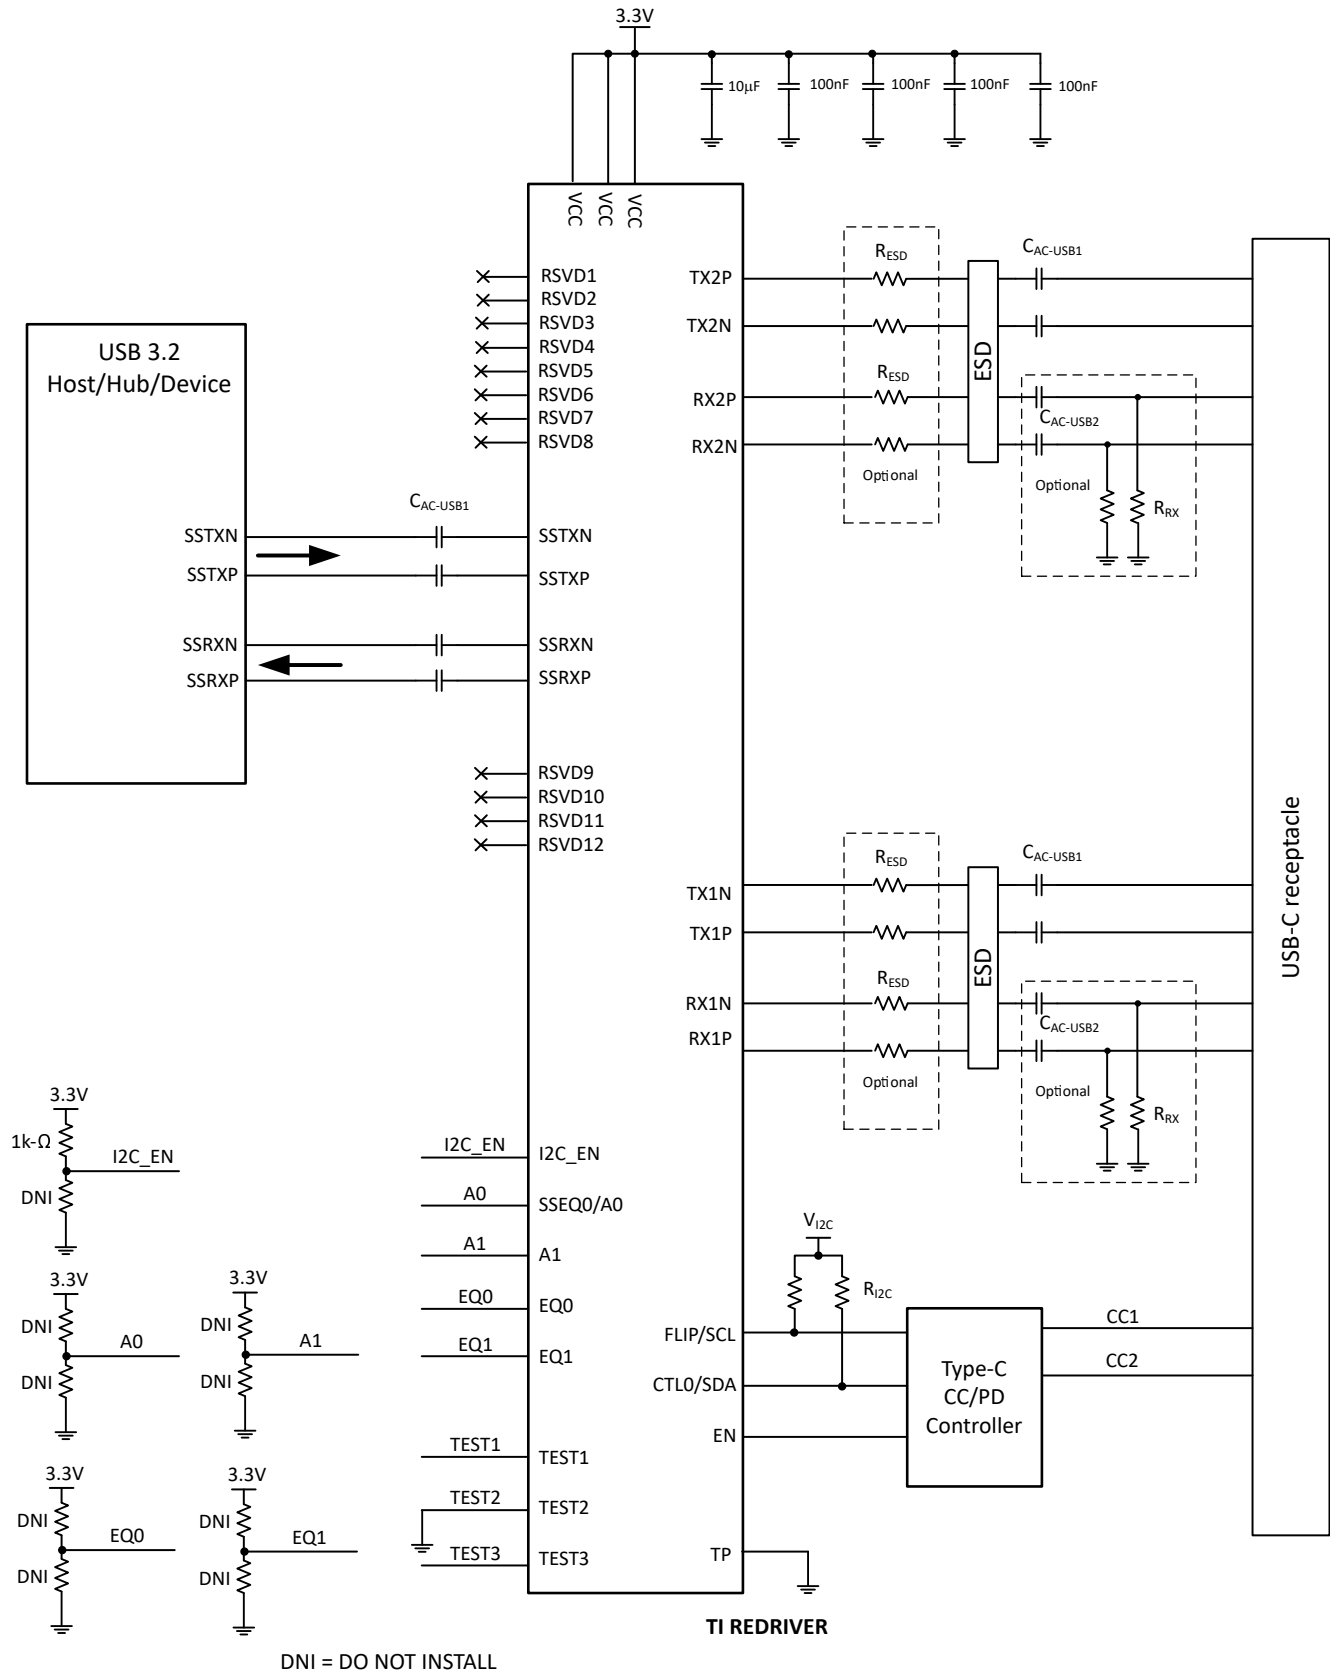 3.3V
10μF
100nF
100nF
100nF
100nF
VCC
VCC
VCC
RSVD1
RSVD2
RSVD3
RSVD4
RSVD5
RSVD6
RSVD7
RSVD8
TX2P
TX2N
RX2P
RX2N
RESD
RESD
Optional
ESD
CAC-USB1
CAC-USB2
Optional
RRX
USB 3.2
Host/Hub/Device
SSTXN
SSTXP
SSRXN
SSRXP
CAC-USB1
SSTXN
SSTXP
SSRXN
SSRXP
RSVD9
RSVD10
RSVD11
RSVD12
TX1N
TX1P
RX1N
RX1P
RESD
RESD
Optional
ESD
CAC-USB1
CAC-USB2
Optional
RRX
USB-C receptacle
3.3V
1k-Ω
I2C_EN
DNI
3.3V
DNI
A0
DNI
3.3V
DNI
A1
DNI
3.3V
DNI
EQ0
DNI
3.3V
DNI
EQ1
DNI
I2C_EN
I2C_EN
A0
SSEQ0/A0
A1
A1
EQ0
EQ0
EQ1
EQ1
TEST1
TEST1
TEST2
TEST2
TEST3
TEST3
VI2C
RI2C
FLIP/SCL
CTL0/SDA
EN
TP
Type-C
CC/PD
Controller
CC1
CC2
TI REDRIVER
DNI = DO NOT INSTALL